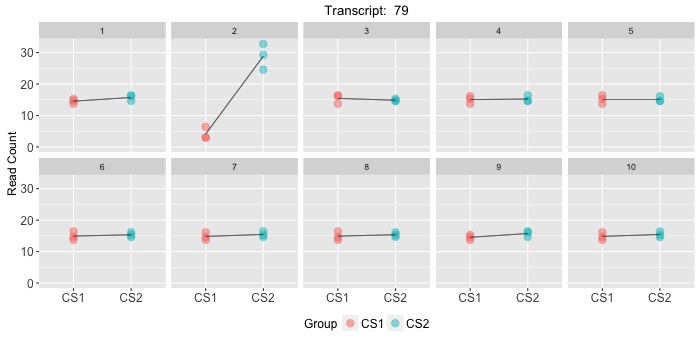 Transcript: 79
1 2 3 4 5
30
20
10
0
6 7 8 9 10
30
20
10
0
Read Count
CS1 CS2 CS1 CS2 CS1 CS2 CS1 CS2 CS1 CS2
Group CS1 CS2